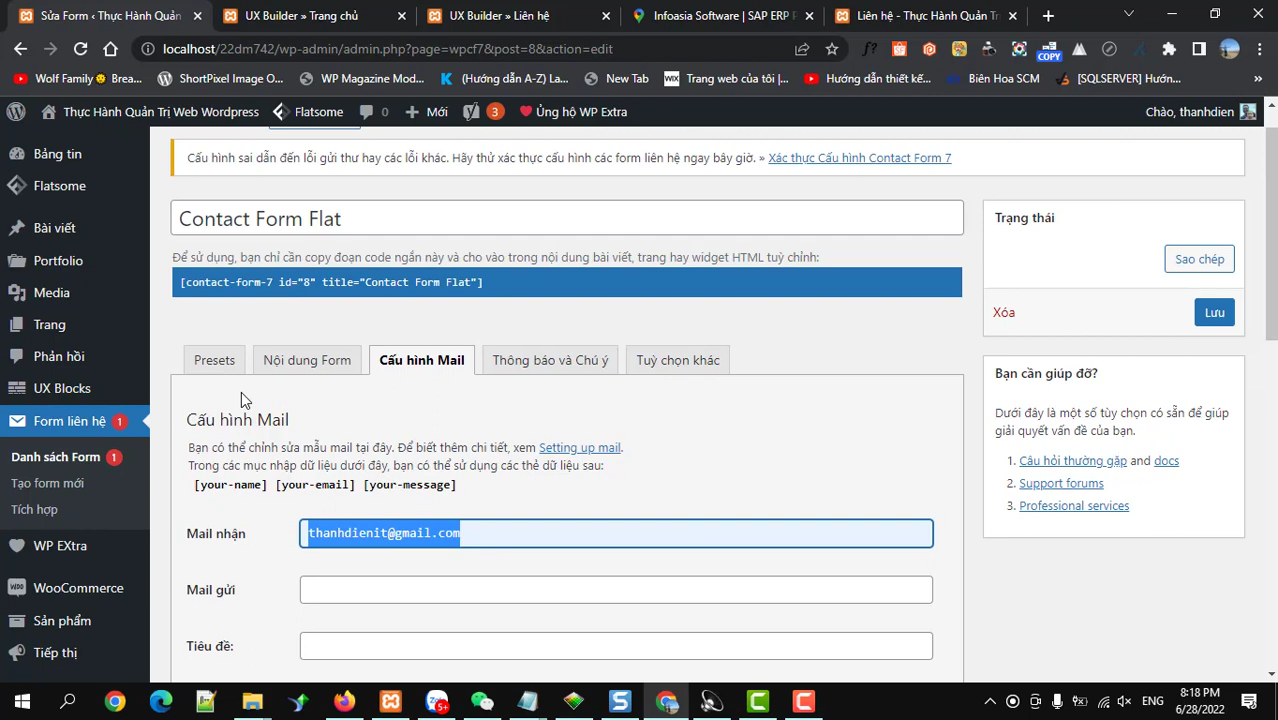 Sửa Form ‹ Thực Hành Quản
UX Builder » Trang chủ
UX Builder » Liên hệ
Infoasia Software | SAP ERP P
Liên hệ - Thực Hành Quản Tr
localhost/22dm742/wp-admin/admin.php?page=wpcf7&post=8&action=edit
Wolf Family Brea...
ShortPixel Image O...
WP Magazine Mod...
(Hướng dẫn A-Z) La...
New Tab
Trang web của tôi |...
Hướng dẫn thiết kế...
Biên Hoa SCM
[SQLSERVER] Hướn...
COPY
Thực Hành Quản Trị Web Wordpress
Flatsome
0
Mới
3
Ủng hộ WP Extra
Chào, thanhdien
Bảng tin
Flatsome
Bài viết
Portfolio
Media
Trang
Phản hồi
UX Blocks
Form liên hệ 1
Danh sách Form 1
Tạo form mới
Tích hợp
WP EXtra
WooCommerce
Sản phẩm
Tiếp thị
Cấu hình sai dẫn đến lỗi gửi thư hay các lỗi khác. Hãy thử xác thực cấu hình các form liên hệ ngay bây giờ. » Xác thực Cấu hình Contact Form 7
Contact Form Flat
Để sử dụng, bạn chỉ cần copy đoạn code ngắn này và cho vào trong nội dung bài viết, trang hay widget HTML tuỳ chỉnh:
[contact-form-7 id="8" title="Contact Form Flat"]
Presets
Nội dung Form
Cấu hình Mail
Thông báo và Chú ý
Tuỳ chọn khác
Cấu hình Mail
Bạn có thể chỉnh sửa mẫu mail tại đây. Để biết thêm chi tiết, xem Setting up mail.
Trong các mục nhập dữ liệu dưới đây, bạn có thể sử dụng các thẻ dữ liệu sau:
[your-name] [your-email] [your-message]
Mail nhận
thanhdienit@gmail.com
Mail gửi
Tiêu đề:
Trạng thái
Sao chép
Xóa
Lưu
Bạn cần giúp đỡ?
Dưới đây là một số tùy chọn có sẵn để giúp
giải quyết vấn đề của bạn.
1. Câu hỏi thường gặp and docs
2. Support forums
3. Professional services
5+
ENG
8:18 PM
6/28/2022